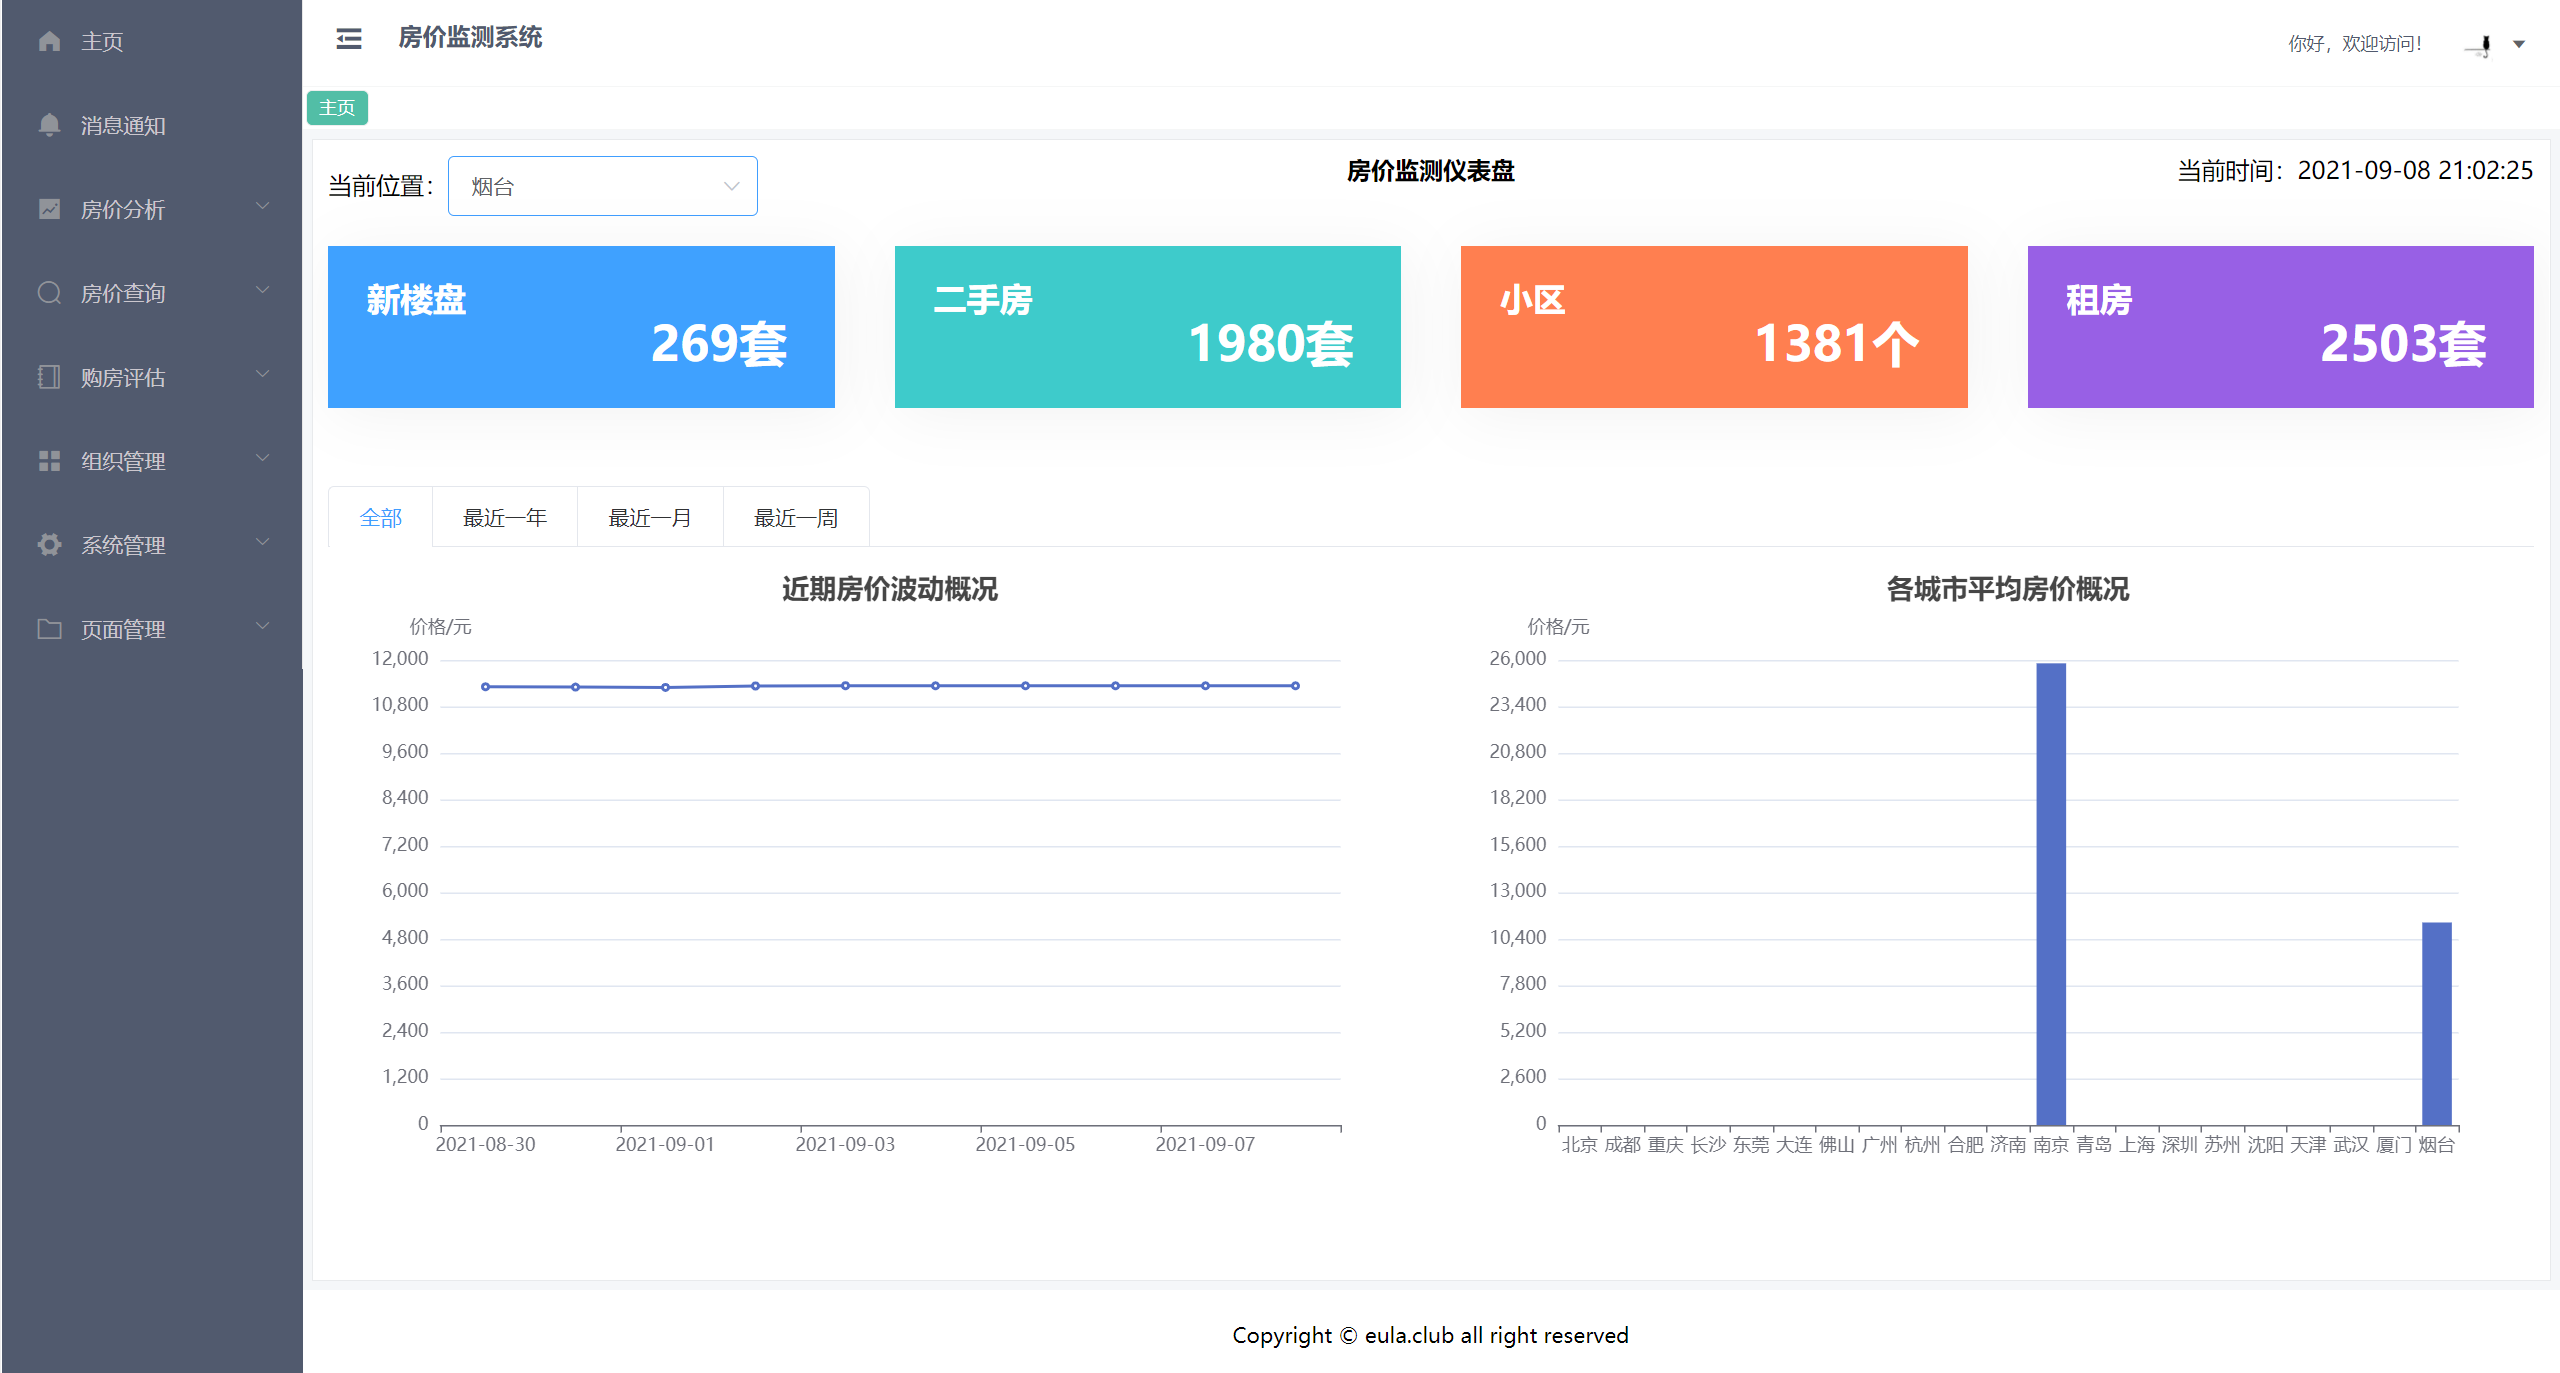 主页
消息通知
房价分析
房价查询
购房评估
组织管理
系统管理
页面管理
房价监测系统
你好，欢迎访问！
主页
当前位置：
烟台
房价监测仪表盘
当前时间：2021-09-08 21:02:25
新楼盘
269套
二手房
1980套
小区
1381个
租房
2503套
全部
最近一年
最近一月
最近一周
近期房价波动概况
价格/元
12,000
10,800
9,600
8,400
7,200
6,000
4,800
3,600
2,400
1,200
0
2021-08-30 2021-09-01 2021-09-03 2021-09-05 2021-09-07
各城市平均房价概况
价格/元
26,000
23,400
20,800
18,200
15,600
13,000
10,400
7,800
5,200
2,600
0
北京 成都 重庆 长沙 东莞 大连 佛山 广州 杭州 合肥 济南 南京 青岛 上海 深圳 苏州 沈阳 天津 武汉 厦门 烟台
Copyright © eula.club all right reserved